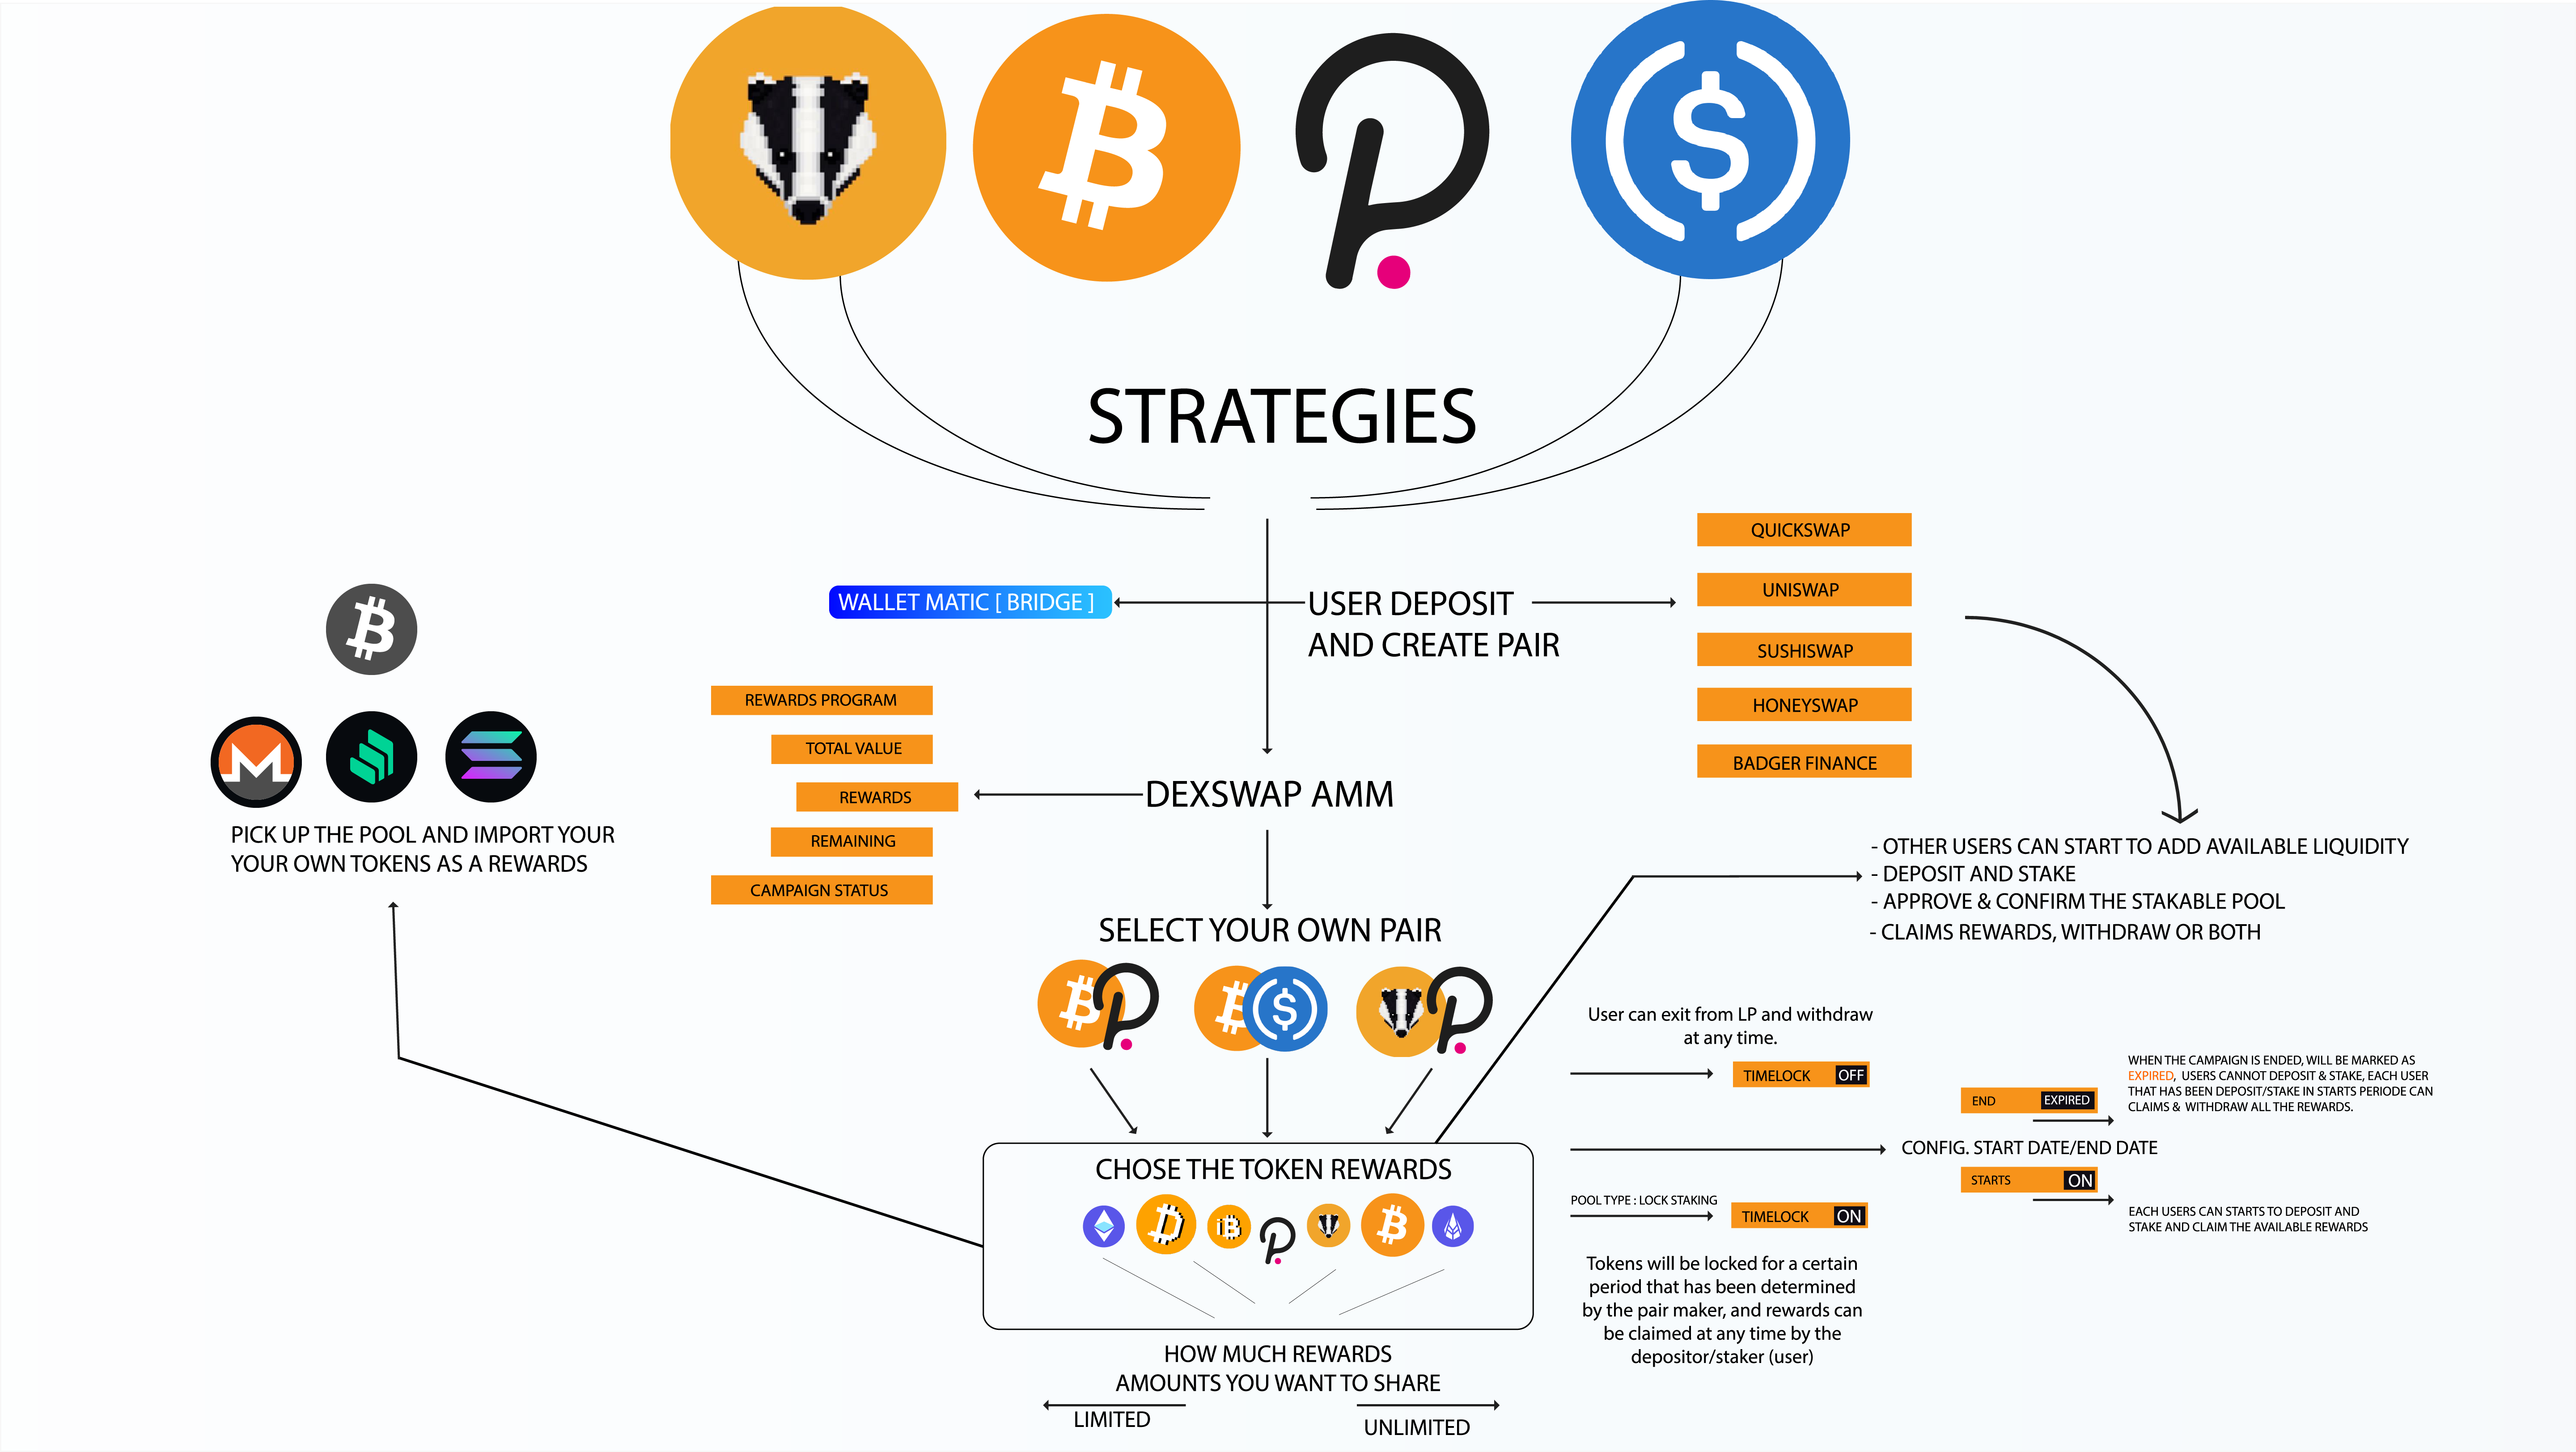 STRATEGIES
QUICKSWAP
UNISWAP
SUSHISWAP
HONEYSWAP
BADGER FINANCE
WALLET MATIC [ BRIDGE ]
USER DEPOSIT
AND CREATE PAIR
REWARDS PROGRAM
TOTAL VALUE
REWARDS
REMAINING
CAMPAIGN STATUS
DEXSWAP AMM
PICK UP THE POOL AND IMPORT YOUR
YOUR OWN TOKENS AS A REWARDS
- OTHER USERS CAN START TO ADD AVAILABLE LIQUIDITY
- DEPOSIT AND STAKE
- APPROVE & CONFIRM THE STAKABLE POOL
- CLAIMS REWARDS, WITHDRAW OR BOTH
SELECT YOUR OWN PAIR
User can exit from LP and withdraw
at any time.
TIMELOCK OFF
WHEN THE CAMPAIGN IS ENDED, WILL BE MARKED AS
EXPIRED, USERS CANNOT DEPOSIT & STAKE, EACH USER
THAT HAS BEEN DEPOSIT/STAKE IN STARTS PERIODE CAN
CLAIMS & WITHDRAW ALL THE REWARDS.
END EXPIRED
CONFIG. START DATE/END DATE
STARTS ON
EACH USERS CAN STARTS TO DEPOSIT AND
STAKE AND CLAIM THE AVAILABLE REWARDS
CHOSE THE TOKEN REWARDS
POOL TYPE : LOCK STAKING
TIMELOCK ON
Tokens will be locked for a certain
period that has been determined
by the pair maker, and rewards can
be claimed at any time by the
depositor/staker (user)
HOW MUCH REWARDS
AMOUNTS YOU WANT TO SHARE
LIMITED
UNLIMITED